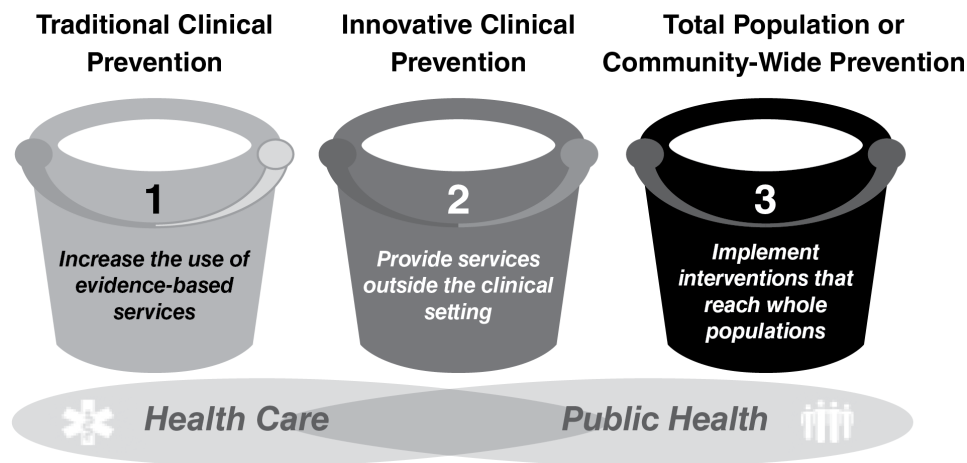 Traditional Clinical
Prevention
Innovative Clinical
Prevention
Total Population or
Community-Wide Prevention
1
Increase the use of
evidence-based
services
2
Provide services
outside the clinical
setting
3
Implement
interventions that
reach whole
populations
Health Care
Public Health